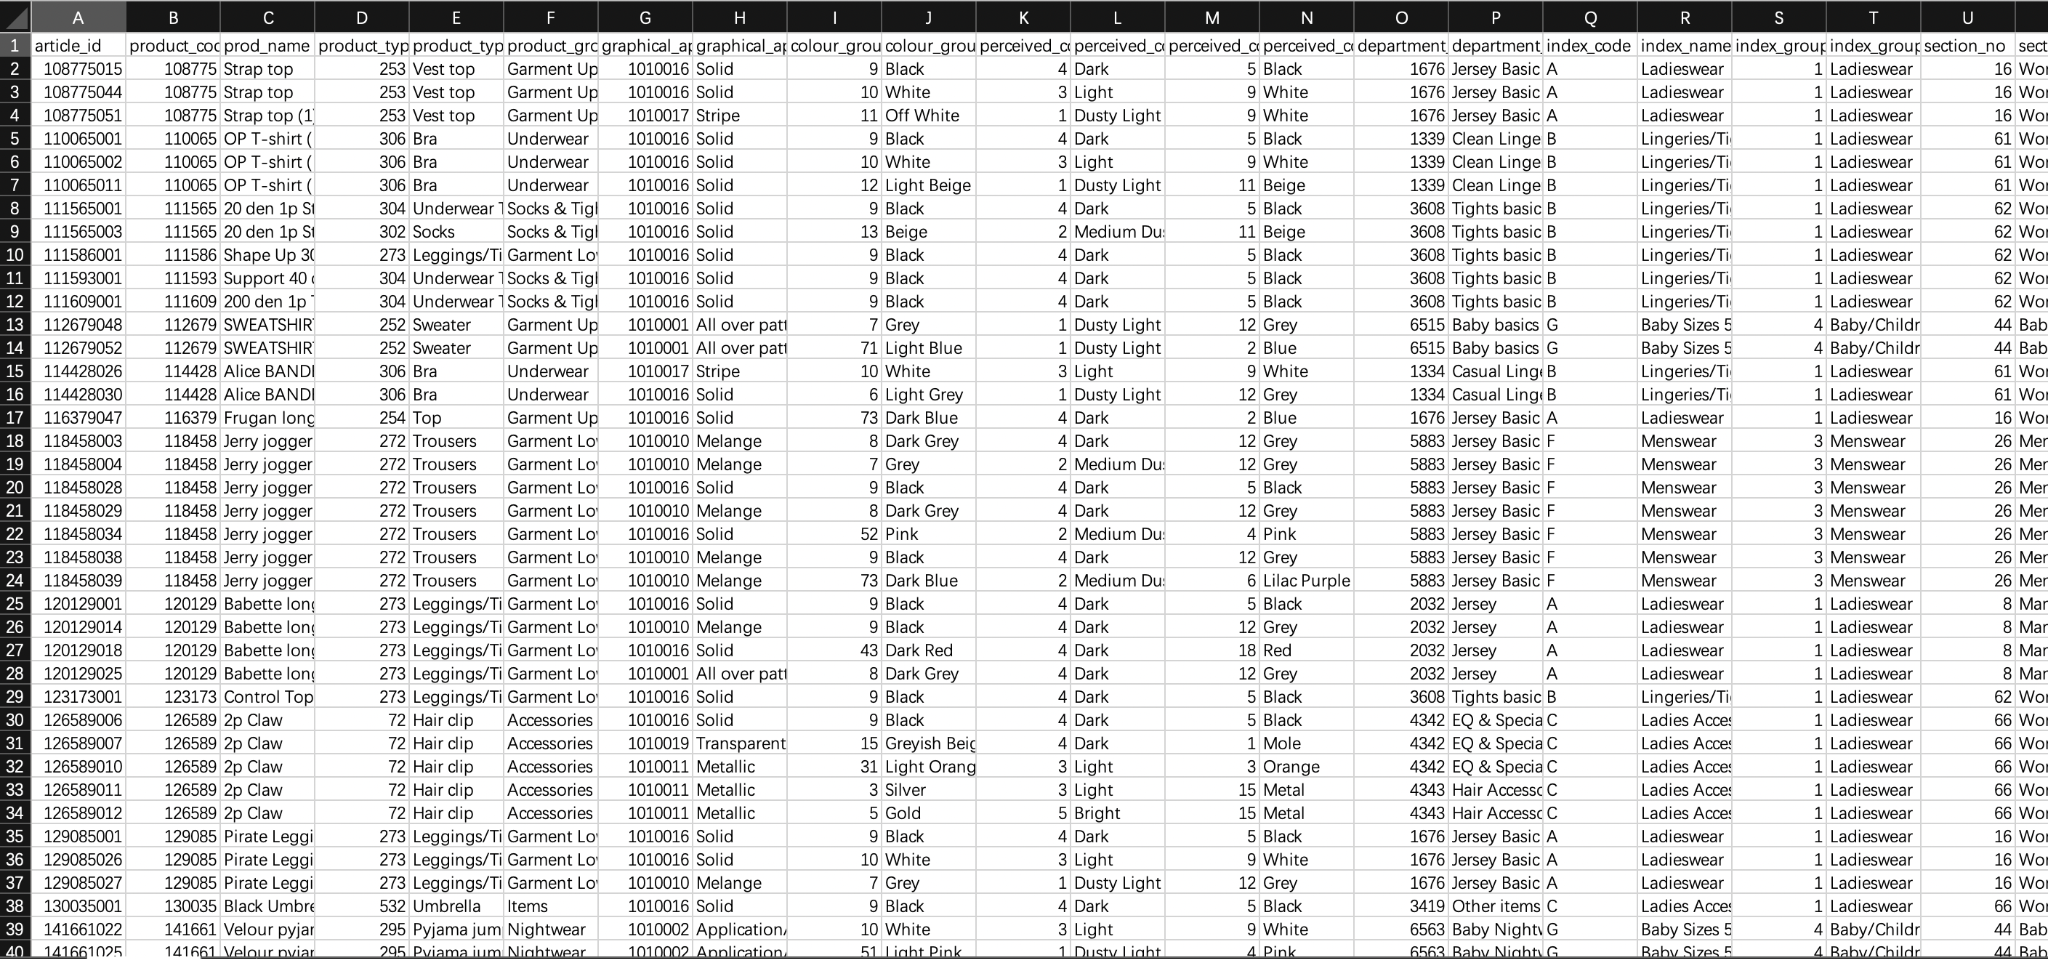 A B C D E F G H I J K L M N O P Q R S T U
1 article_id product_coc prod_name product_typ product_typ product_grc graphical_ap graphical_ap colour_grou colour_grou perceived_cc perceived_cc perceived_cc perceived_cc department_ department_ index_code index_name index_group index_group section_no sect
2 108775015 108775 Strap top 253 Vest top Garment Up 1010016 Solid 9 Black 4 Dark 5 Black 1676 Jersey Basic A Ladieswear 1 Ladieswear 16 Wor
3 108775044 108775 Strap top 253 Vest top Garment Up 1010016 Solid 10 White 3 Light 9 White 1676 Jersey Basic A Ladieswear 1 Ladieswear 16 Wor
4 108775051 108775 Strap top (1) 253 Vest top Garment Up 1010017 Stripe 11 Off White 1 Dusty Light 9 White 1676 Jersey Basic A Ladieswear 1 Ladieswear 16 Wor
5 110065001 110065 OP T-shirt ( 306 Bra Underwear 1010016 Solid 9 Black 4 Dark 5 Black 1339 Clean Linge B Lingeries/Ti 1 Ladieswear 61 Wor
6 110065002 110065 OP T-shirt ( 306 Bra Underwear 1010016 Solid 10 White 3 Light 9 White 1339 Clean Linge B Lingeries/Ti 1 Ladieswear 61 Wor
7 110065011 110065 OP T-shirt ( 306 Bra Underwear 1010016 Solid 12 Light Beige 1 Dusty Light 11 Beige 1339 Clean Linge B Lingeries/Ti 1 Ladieswear 61 Wor
8 111565001 111565 20 den 1p St 304 Underwear T Socks & Tigh 1010016 Solid 9 Black 4 Dark 5 Black 3608 Tights basic B Lingeries/Ti 1 Ladieswear 62 Wor
9 111565003 111565 20 den 1p St 302 Socks Socks & Tigh 1010016 Solid 13 Beige 2 Medium Dus 11 Beige 3608 Tights basic B Lingeries/Ti 1 Ladieswear 62 Wor
10 111586001 111586 Shape Up 30 273 Leggings/Ti Garment Lo 1010016 Solid 9 Black 4 Dark 5 Black 3608 Tights basic B Lingeries/Ti 1 Ladieswear 62 Wor
11 111593001 111593 Support 40 d 304 Underwear T Socks & Tigh 1010016 Solid 9 Black 4 Dark 5 Black 3608 Tights basic B Lingeries/Ti 1 Ladieswear 62 Wor
12 111609001 111609 200 den 1p T 304 Underwear T Socks & Tigh 1010016 Solid 9 Black 4 Dark 5 Black 3608 Tights basic B Lingeries/Ti 1 Ladieswear 62 Wor
13 112679048 112679 SWEATSHIRT 252 Sweater Garment Up 1010001 All over patt 7 Grey 1 Dusty Light 12 Grey 6515 Baby basics G Baby Sizes 5 4 Baby/Childr 44 Bab
14 112679052 112679 SWEATSHIRT 252 Sweater Garment Up 1010001 All over patt 71 Light Blue 1 Dusty Light 2 Blue 6515 Baby basics G Baby Sizes 5 4 Baby/Childr 44 Bab
15 114428026 114428 Alice BANDI 306 Bra Underwear 1010017 Stripe 10 White 3 Light 9 White 1334 Casual Linge B Lingeries/Ti 1 Ladieswear 61 Wor
16 114428030 114428 Alice BANDI 306 Bra Underwear 1010016 Solid 6 Light Grey 1 Dusty Light 12 Grey 1334 Casual Linge B Lingeries/Ti 1 Ladieswear 61 Wor
17 116379047 116379 Frugan long 254 Top Garment Up 1010016 Solid 73 Dark Blue 4 Dark 2 Blue 1676 Jersey Basic A Ladieswear 1 Ladieswear 16 Wor
18 118458003 118458 Jerry jogger 272 Trousers Garment Lo 1010010 Melange 8 Dark Grey 4 Dark 12 Grey 5883 Jersey Basic F Menswear 3 Menswear 26 Mer
19 118458004 118458 Jerry jogger 272 Trousers Garment Lo 1010010 Melange 7 Grey 2 Medium Dus 12 Grey 5883 Jersey Basic F Menswear 3 Menswear 26 Mer
20 118458028 118458 Jerry jogger 272 Trousers Garment Lo 1010016 Solid 9 Black 4 Dark 5 Black 5883 Jersey Basic F Menswear 3 Menswear 26 Mer
21 118458029 118458 Jerry jogger 272 Trousers Garment Lo 1010010 Melange 8 Dark Grey 4 Dark 12 Grey 5883 Jersey Basic F Menswear 3 Menswear 26 Mer
22 118458034 118458 Jerry jogger 272 Trousers Garment Lo 1010016 Solid 52 Pink 2 Medium Dus 4 Pink 5883 Jersey Basic F Menswear 3 Menswear 26 Mer
23 118458038 118458 Jerry jogger 272 Trousers Garment Lo 1010010 Melange 9 Black 4 Dark 12 Grey 5883 Jersey Basic F Menswear 3 Menswear 26 Mer
24 118458039 118458 Jerry jogger 272 Trousers Garment Lo 1010010 Melange 73 Dark Blue 2 Medium Dus 6 Lilac Purple 5883 Jersey Basic F Menswear 3 Menswear 26 Mer
25 120129001 120129 Babette long 273 Leggings/Ti Garment Lo 1010016 Solid 9 Black 4 Dark 5 Black 2032 Jersey A Ladieswear 1 Ladieswear 8 Mar
26 120129014 120129 Babette long 273 Leggings/Ti Garment Lo 1010010 Melange 9 Black 4 Dark 12 Grey 2032 Jersey A Ladieswear 1 Ladieswear 8 Mar
27 120129018 120129 Babette long 273 Leggings/Ti Garment Lo 1010016 Solid 43 Dark Red 4 Dark 18 Red 2032 Jersey A Ladieswear 1 Ladieswear 8 Mar
28 120129025 120129 Babette long 273 Leggings/Ti Garment Lo 1010001 All over patt 8 Dark Grey 4 Dark 12 Grey 2032 Jersey A Ladieswear 1 Ladieswear 8 Mar
29 123173001 123173 Control Top 273 Leggings/Ti Garment Lo 1010016 Solid 9 Black 4 Dark 5 Black 3608 Tights basic B Lingeries/Ti 1 Ladieswear 62 Wor
30 126589006 126589 2p Claw 72 Hair clip Accessories 1010016 Solid 9 Black 4 Dark 5 Black 4342 EQ & Specia C Ladies Acces 1 Ladieswear 66 Wor
31 126589007 126589 2p Claw 72 Hair clip Accessories 1010019 Transparent 15 Greyish Beig 4 Dark 1 Mole 4342 EQ & Specia C Ladies Acces 1 Ladieswear 66 Wor
32 126589010 126589 2p Claw 72 Hair clip Accessories 1010011 Metallic 31 Light Orang 3 Light 3 Orange 4342 EQ & Specia C Ladies Acces 1 Ladieswear 66 Wor
33 126589011 126589 2p Claw 72 Hair clip Accessories 1010011 Metallic 3 Silver 3 Light 15 Metal 4343 Hair Accesso C Ladies Acces 1 Ladieswear 66 Wor
34 126589012 126589 2p Claw 72 Hair clip Accessories 1010011 Metallic 5 Gold 5 Bright 15 Metal 4343 Hair Accesso C Ladies Acces 1 Ladieswear 66 Wor
35 129085001 129085 Pirate Leggi 273 Leggings/Ti Garment Lo 1010016 Solid 9 Black 4 Dark 5 Black 1676 Jersey Basic A Ladieswear 1 Ladieswear 16 Wor
36 129085026 129085 Pirate Leggi 273 Leggings/Ti Garment Lo 1010016 Solid 10 White 3 Light 9 White 1676 Jersey Basic A Ladieswear 1 Ladieswear 16 Wor
37 129085027 129085 Pirate Leggi 273 Leggings/Ti Garment Lo 1010010 Melange 7 Grey 1 Dusty Light 12 Grey 1676 Jersey Basic A Ladieswear 1 Ladieswear 16 Wor
38 130035001 130035 Black Umbre 532 Umbrella Items 1010016 Solid 9 Black 4 Dark 5 Black 3419 Other items C Ladies Acces 1 Ladieswear 66 Wor
39 141661022 141661 Velour pyjar 295 Pyjama jum Nightwear 1010002 Application/ 10 White 3 Light 9 White 6563 Baby Nightw G Baby Sizes 5 4 Baby/Childr 44 Bab
40 141661025 141661 Velour pyjar 295 Pyjama jum Nightwear 1010002 Application/ 51 Light Pink 1 Dusty Light 4 Pink 6563 Baby Nightw G Baby Sizes 5 4 Baby/Childr 44 Bab